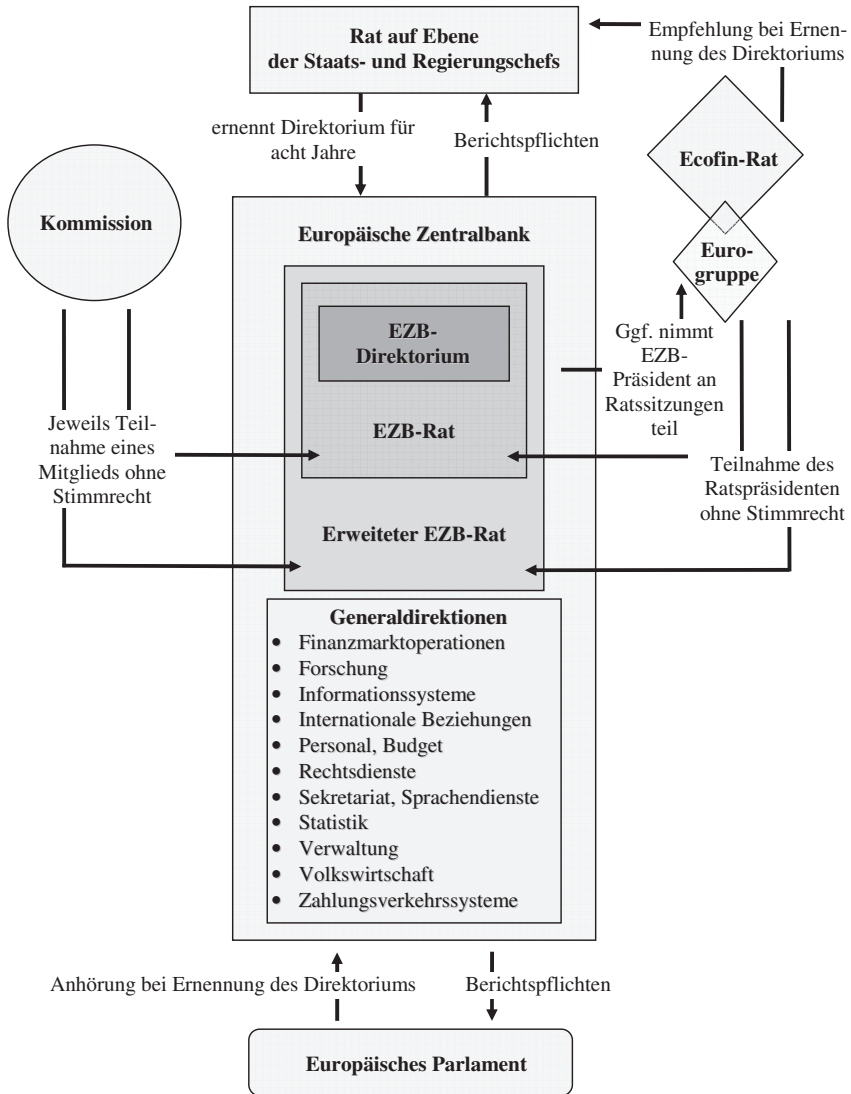 Rat auf Ebene
der Staats- und Regierungschefs
Empfehlung bei Ernen-
nung des Direktoriums
ernennt Direktorium für
acht Jahre
Berichtspflichten
Ecofin-Rat
Kommission
Europäische Zentralbank
Euro-
gruppe
EZB-
Direktorium
Ggf. nimmt
EZB-
Präsident an
Ratssitzungen
teil
Jeweils Teil-
nahme eines
Mitglieds ohne
Stimmrecht
EZB-Rat
Teilnahme des
Ratspräsidenten
ohne Stimmrecht
Erweiteter EZB-Rat
Generaldirektionen
• Finanzmarktoperationen
• Forschung
• Informationssysteme
• Internationale Beziehungen
• Personal, Budget
• Rechtsdienste
• Sekretariat, Sprachendienste
• Statistik
• Verwaltung
• Volkswirtschaft
• Zahlungsverkehrssysteme
Anhörung bei Ernennung des Direktoriums
Berichtspflichten
Europäisches Parlament